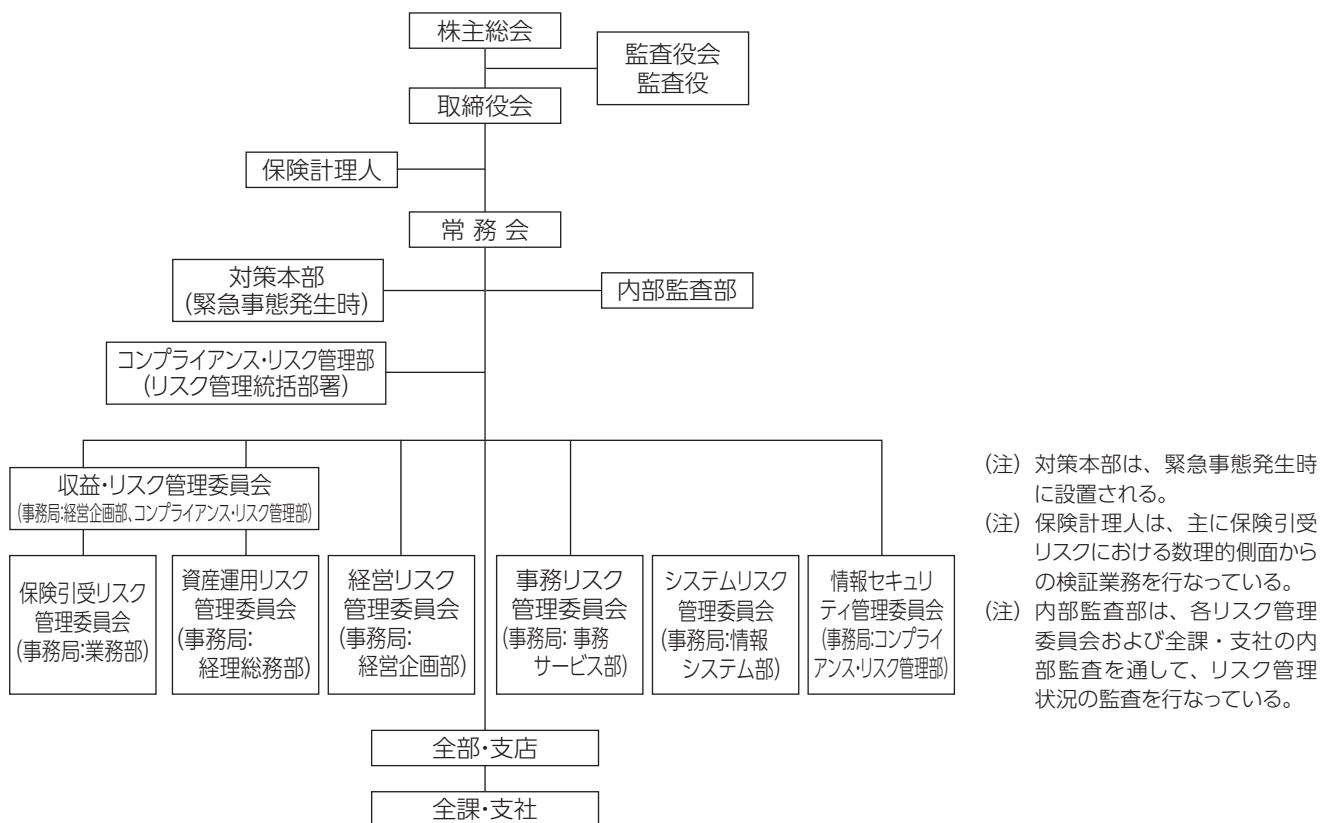 株主総会
監査役会
監査役
取締役会
保険計理人
常 務 会
対策本部
(緊急事態発生時)
内部監査部
コンプライアンス・リスク管理部
(リスク管理統括部署)
収益・リスク管理委員会
(事務局:経営企画部、コンプライアンス・リスク管理部)
保険引受リスク
管理委員会
(事務局:業務部)
資産運用リスク
管理委員会
(事務局:
経理総務部)
経営リスク
管理委員会
(事務局:
経営企画部)
事務リスク
管理委員会
(事務局: 事務
サービス部)
システムリスク
管理委員会
(事務局:情報
システム部)
情報セキュリ
ティ管理委員会
(事務局:コンプライ
アンス・リスク管理部)
全部・支店
全課・支社
(注) 対策本部は、緊急事態発生時
に設置される。
(注) 保険計理人は、主に保険引受
リスクにおける数理的側面から
の検証業務を行なっている。
(注) 内部監査部は、各リスク管理
委員会および全課・支社の内
部監査を通して、リスク管理
状況の監査を行なっている。